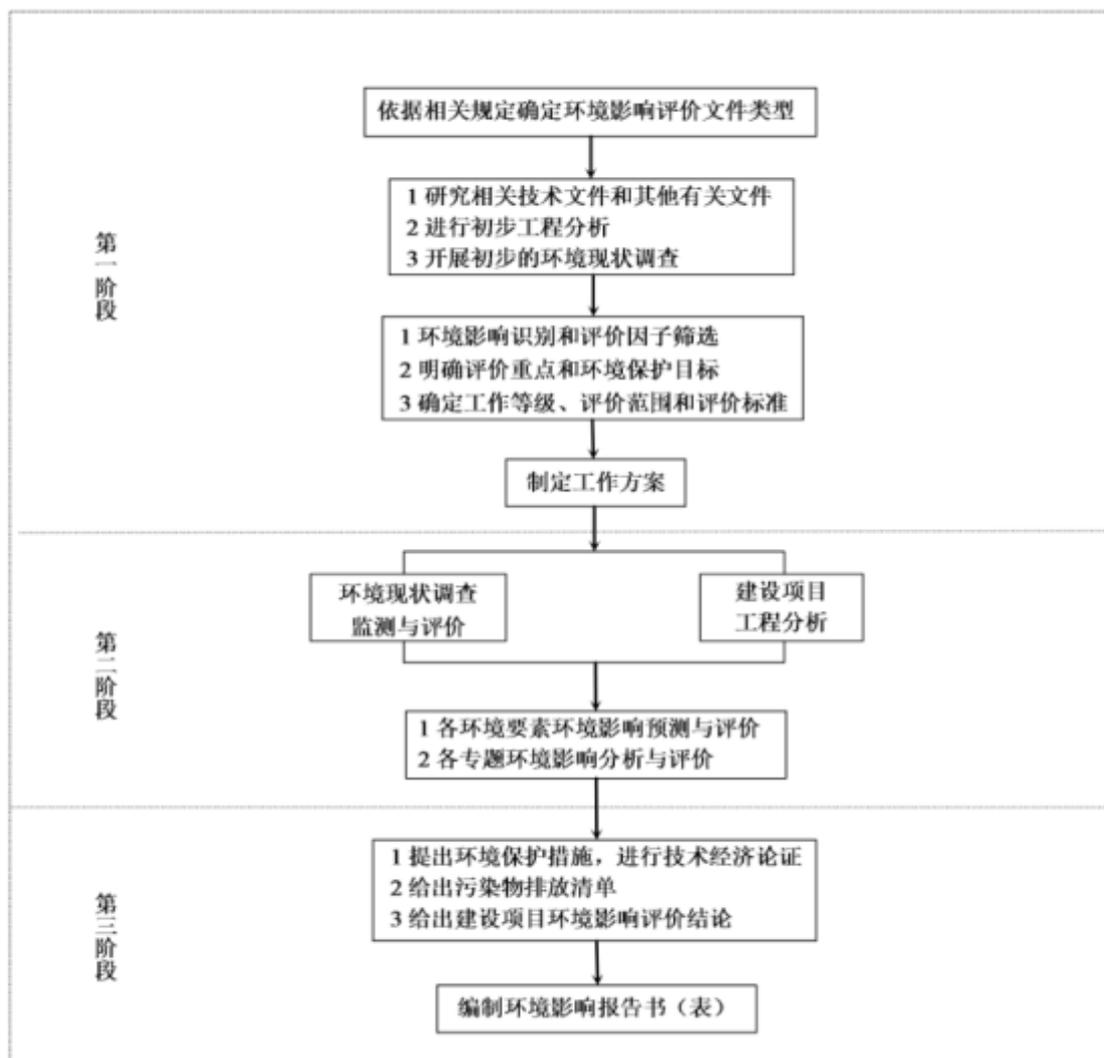 依据相关规定确定环境影响评价文件类型
1 研究相关技术文件和其他有关文件
2 进行初步工程分析
3 开展初步的环境现状调查
第一阶段
1 环境影响识别和评价因子筛选
2 明确评价重点和环境保护目标
3 确定工作等级、评价范围和评价标准
制定工作方案
环境现状调查
监测与评价
建设项目
工程分析
第二阶段
1 各环境要素环境影响预测与评价
2 各专题环境影响分析与评价
1 提出环境保护措施，进行技术经济论证
2 给出污染物排放清单
3 给出建设项目环境影响评价结论
第三阶段
编制环境影响报告书（表）